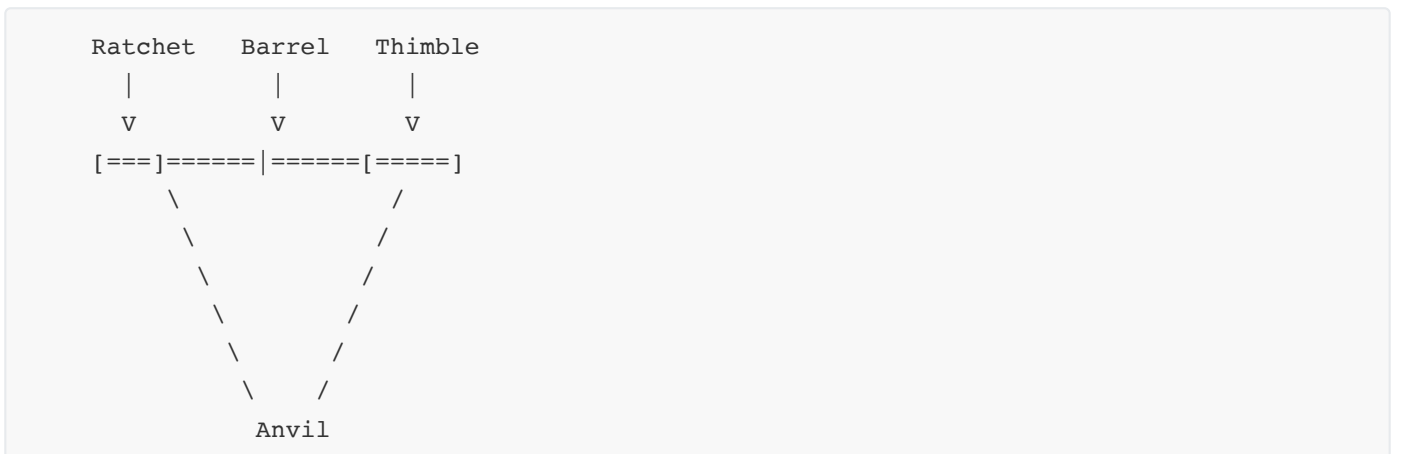 Ratchet   Barrel   Thimble
  |         |        |
  V         V        V
[===]======|======[=====]
     \              /
      \            /
       \          /
        \        /
         \      /
          \    /
           Anvil